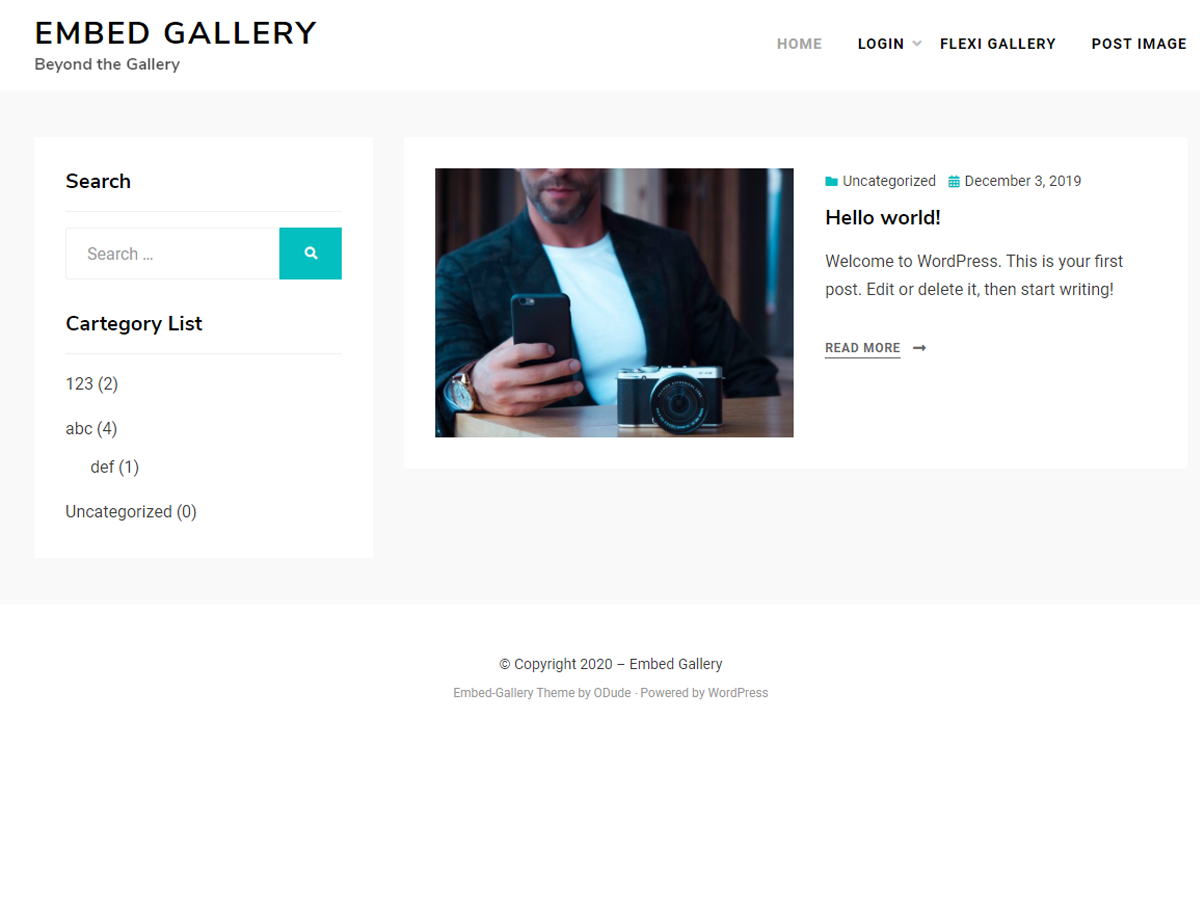 EMBED GALLERY
Beyond the Gallery
HOME
LOGIN
FLEXI GALLERY
POST IMAGE
Search
Search ...
Cartegory List
123 (2)
abc (4)
def (1)
Uncategorized (0)
Uncategorized December 3, 2019
Hello world!
Welcome to WordPress. This is your first
post. Edit or delete it, then start writing!
READ MORE
© Copyright 2020 – Embed Gallery
Embed-Gallery Theme by ODude · Powered by WordPress